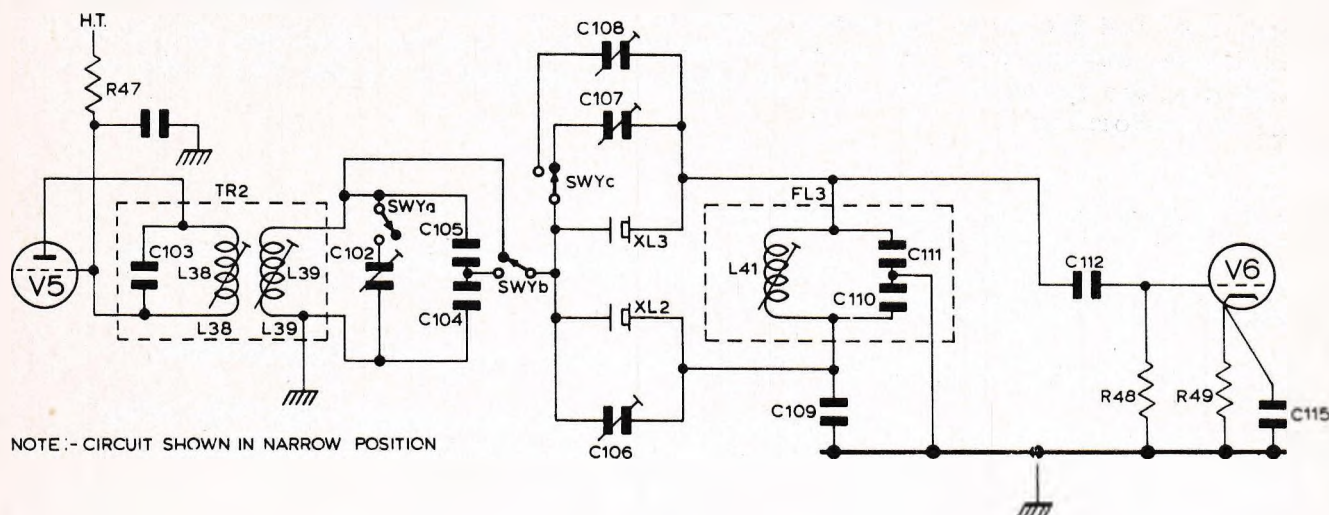 H.T.
R47
C108
C107
TR2
SWYa
C105
SWYc
FL3
C103
L38
L39
C102
XL3
L41
C111
C112
V5
SWYb
V6
C110
L38
L39
C104
XL2
R48
R49
C109
C115
C106
NOTE:- CIRCUIT SHOWN IN NARROW POSITION